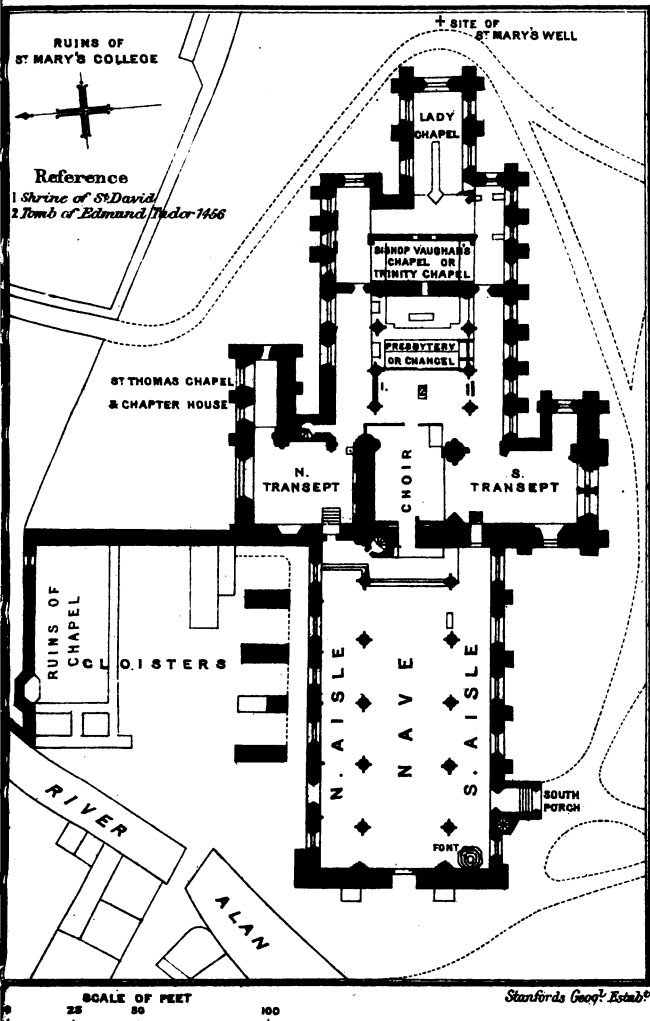 SITE OF
ST MARY'S WELL
RUINS OF
ST MARY'S COLLEGE
LADY
CHAPEL
Reference
1 Shrine of St. David
2 Tomb of Edmund Tudor 1456
BISHOP VAUGHAN'S
CHAPEL OR
TRINITY CHAPEL
PRESBYTERY
OR CHANCEL
1.
2
ST THOMAS CHAPEL
& CHAPTER HOUSE
CHOIR
N.
TRANSEPT
S.
TRANSEPT
RUINS OF
CHAPEL
CLOISTERS
N. AISLE
NAVE
S. AISLE
SOUTH
PORCH
FONT
RIVER
ALAN
SCALE OF FEET
0 25 50 100
Stanfords Geogl. Estabt.